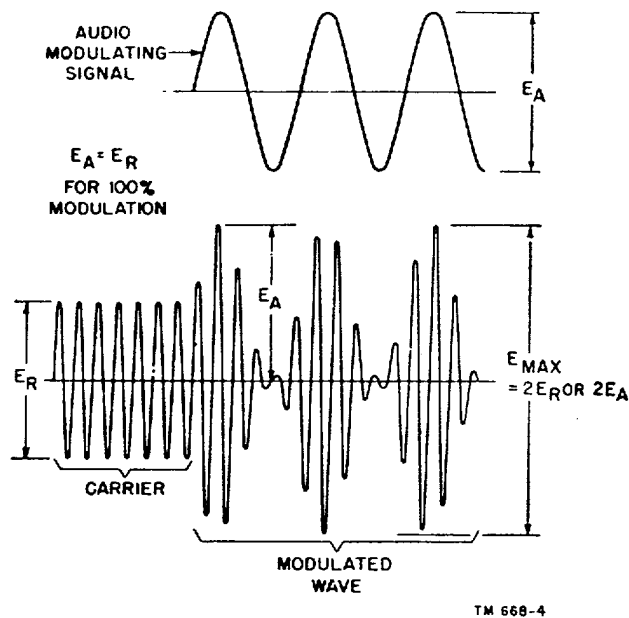 AUDIO
MODULATING
SIGNAL
E_A
E_A = E_R
FOR 100%
MODULATION
E_A
E_R
E_MAX
= 2E_R OR 2E_A
CARRIER
MODULATED
WAVE
TM 668-4